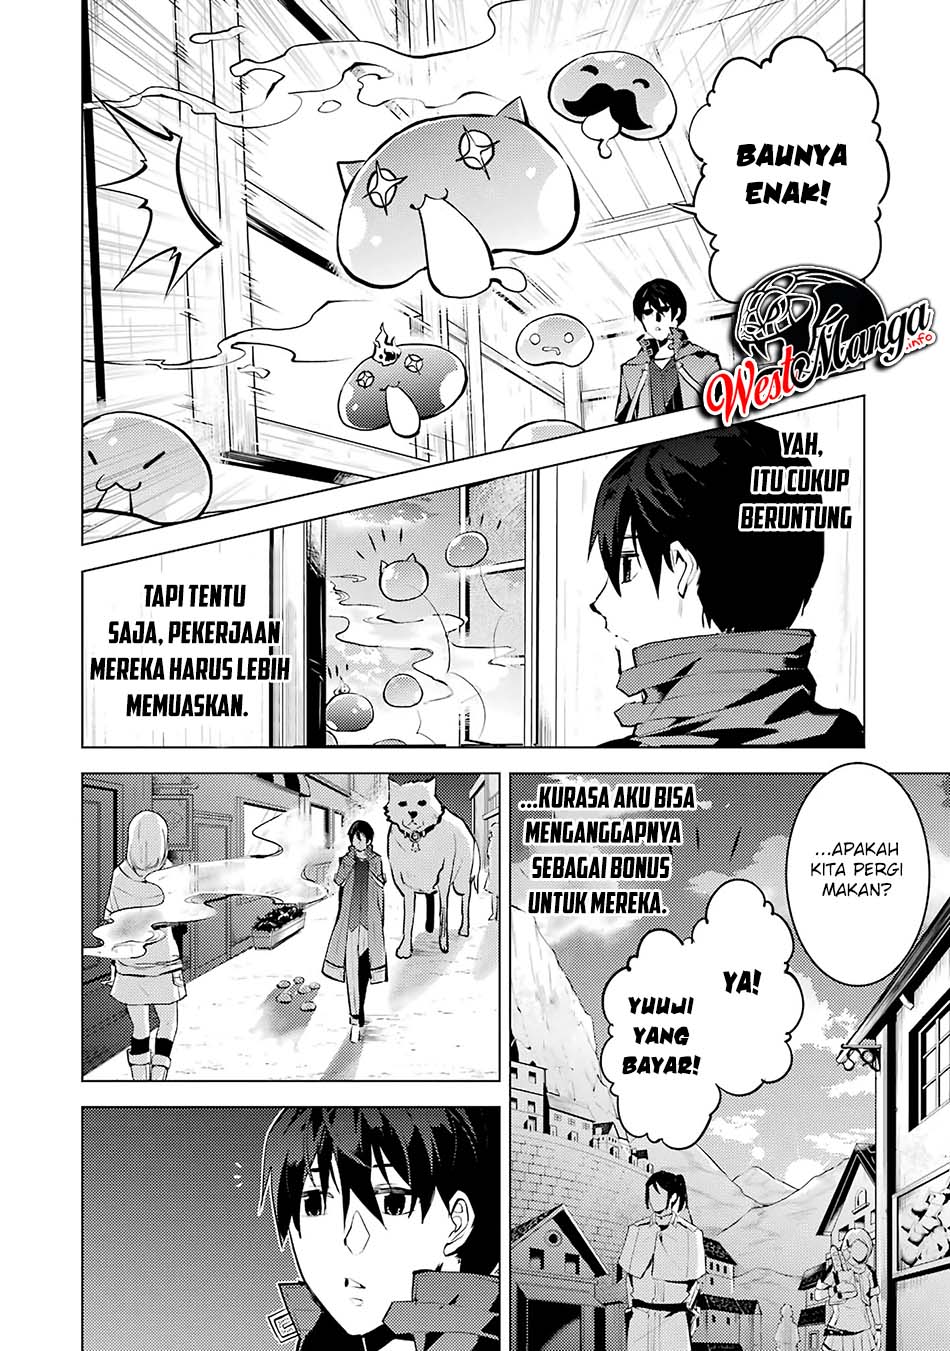 BAUNYA
ENAK!
WESTMANGA
.info
YAH,
ITU CUKUP
BERUNTUNG
TAPI TENTU
SAJA, PEKERJAAN
MEREKA HARUS LEBIH
MEMUASKAN.
...APAKAH
KITA PERGI
MAKAN?
...KURASA AKU BISA
MENGANGGAPNYA
SEBAGAI BONUS
UNTUK MEREKA.
YA!
YUUJI
YANG
BAYAR!